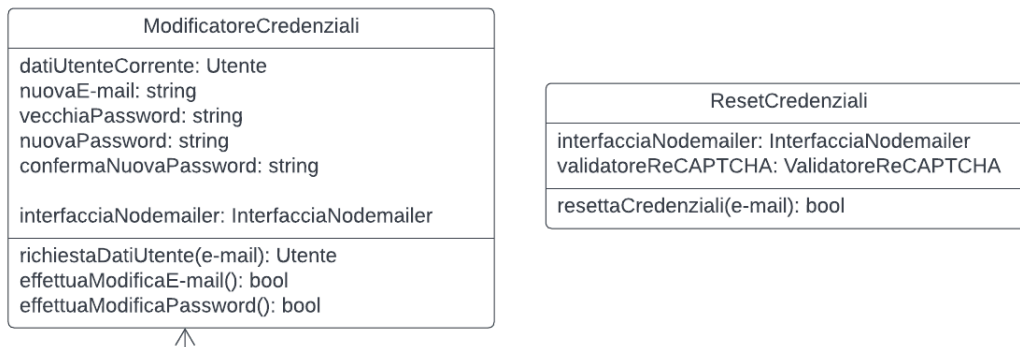 ModificatoreCredenziali
datiUtenteCorrente: Utente
nuovaE-mail: string
vecchiaPassword: string
nuovaPassword: string
confermaNuovaPassword: string
interfacciaNodemailer: InterfacciaNodemailer
richiestaDatiUtente(e-mail): Utente
effettuaModificaE-mail(): bool
effettuaModificaPassword(): bool
ResetCredenziali
interfacciaNodemailer: InterfacciaNodemailer
validatoreReCAPTCHA: ValidatoreReCAPTCHA
resettaCredenziali(e-mail): bool